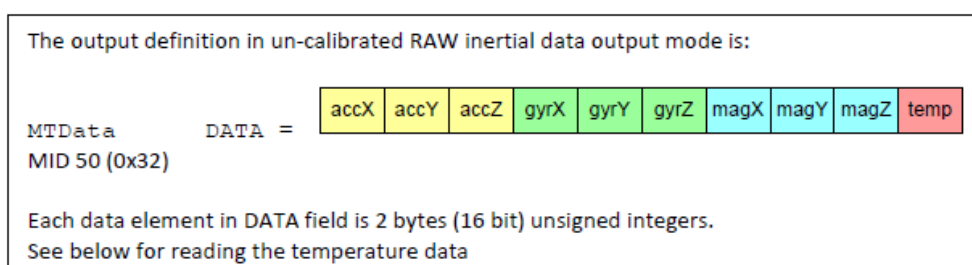 The output definition in un-calibrated RAW inertial data output mode is:
accX accY accZ gyrX gyrY gyrZ magX magY magZ temp
MTData DATA =
MID 50 (0x32)
Each data element in DATA field is 2 bytes (16 bit) unsigned integers.
See below for reading the temperature data